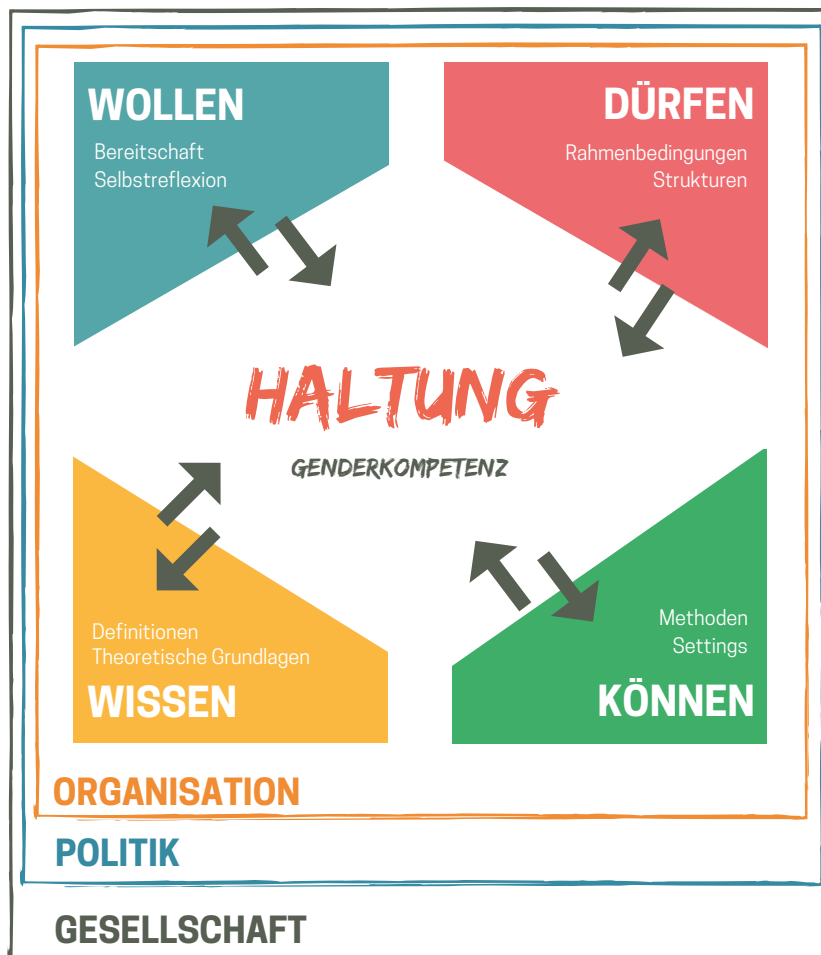 WOLLEN
Bereitschaft
Selbstreflexion
DÜRFEN
Rahmenbedingungen
Strukturen
HALTUNG
GENDERKOMPETENZ
Definitionen
Theoretische Grundlagen
WISSEN
Methoden
Settings
KÖNNEN
ORGANISATION
POLITIK
GESELLSCHAFT